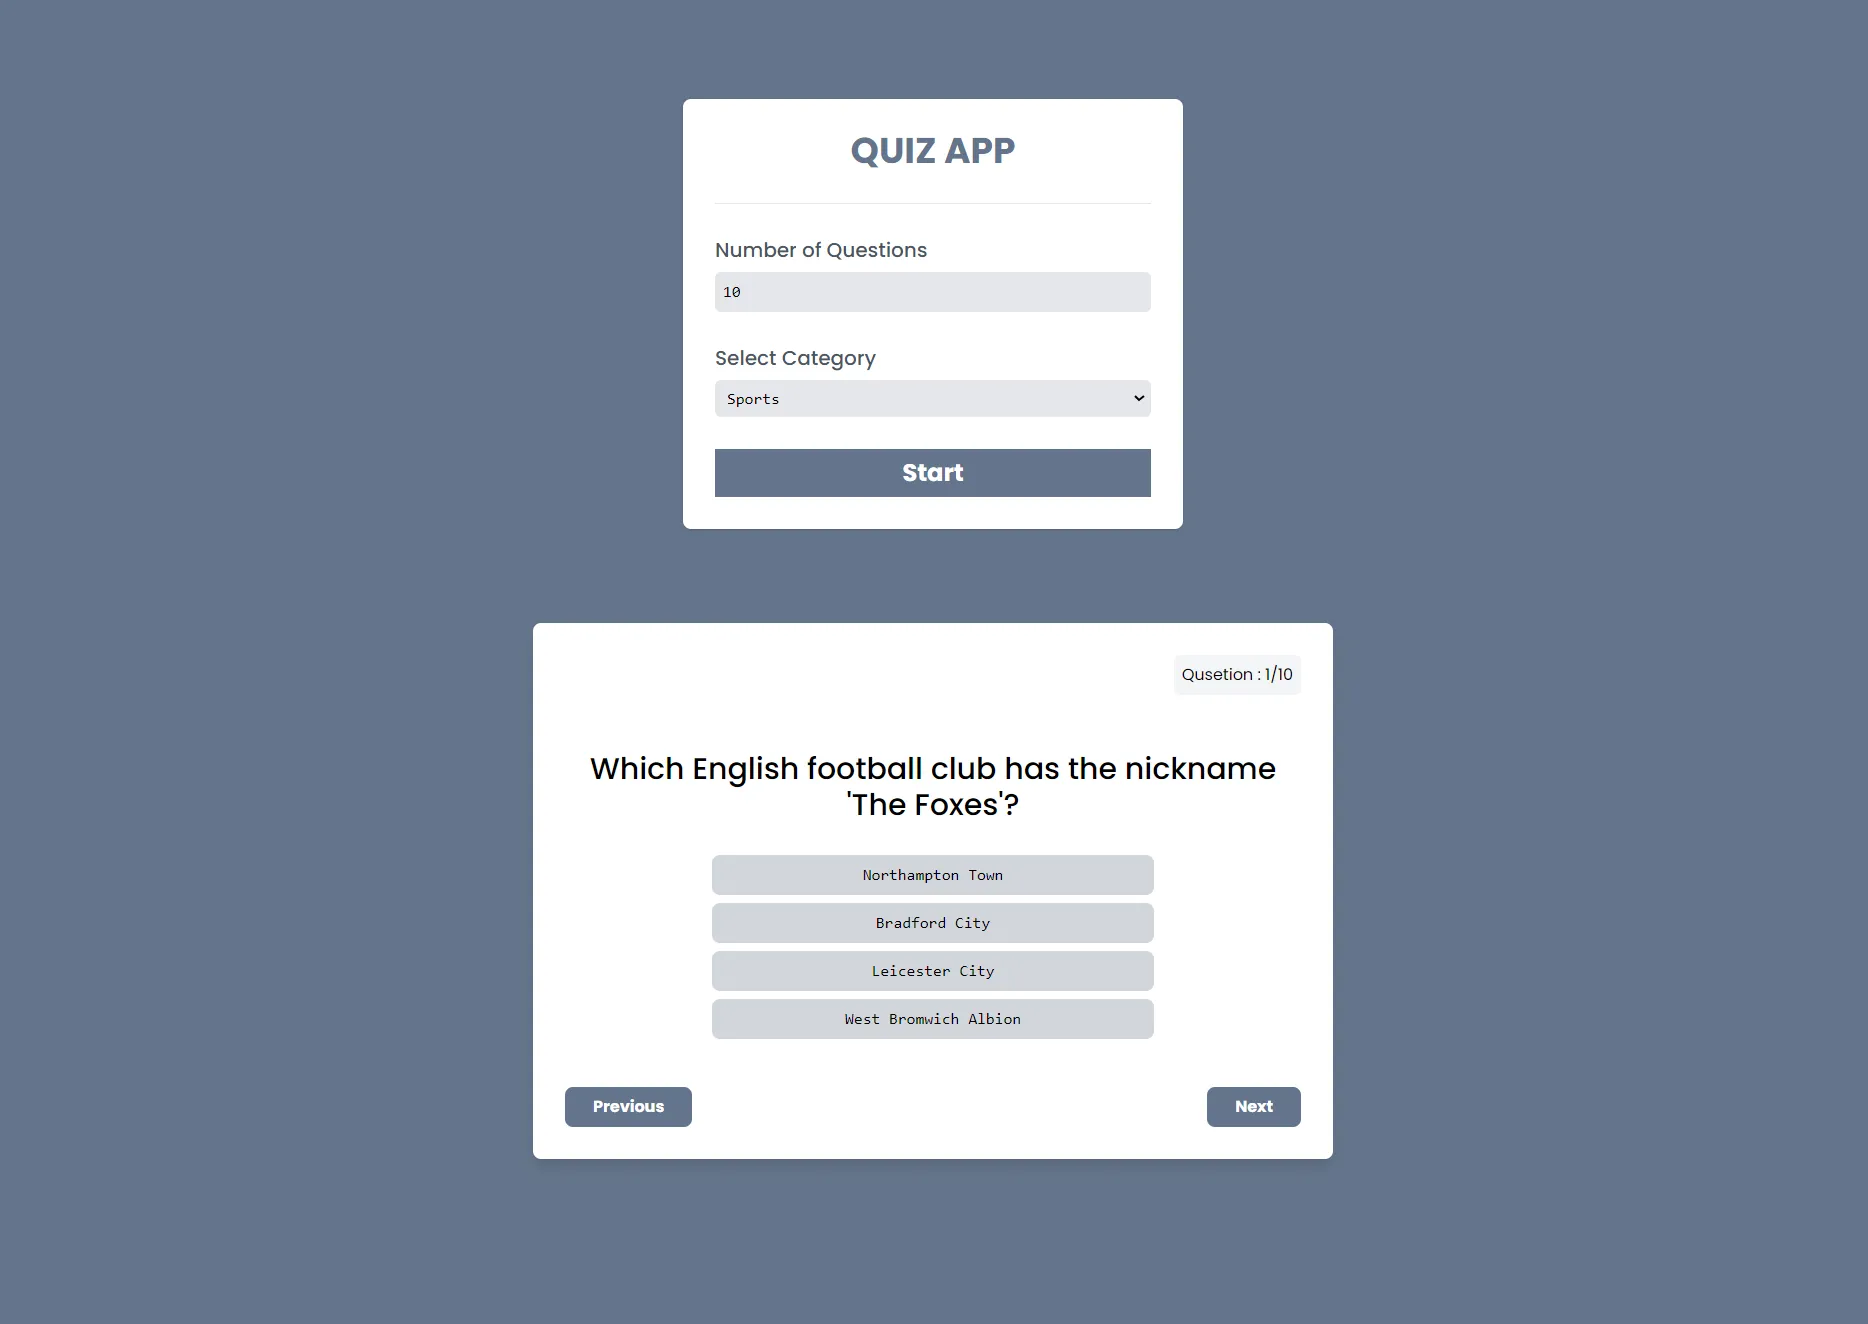 QUIZ APP
Number of Questions
10
Select Category
Sports
Start
Qusetion : 1/10
Which English football club has the nickname
'The Foxes'?
Northampton Town
Bradford City
Leicester City
West Bromwich Albion
Previous
Next